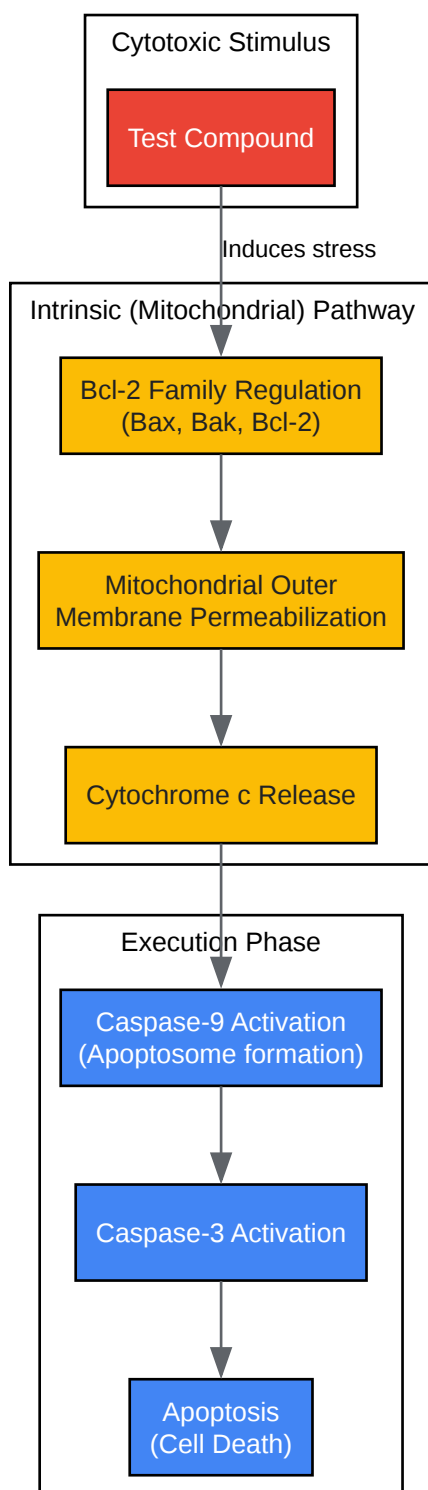 Cytotoxic Stimulus
Test Compound
Induces stress
Intrinsic (Mitochondrial) Pathway
Bcl-2 Family Regulation
(Bax, Bak, Bcl-2)
Mitochondrial Outer
Membrane Permeabilization
Cytochrome c Release
Execution Phase
Caspase-9 Activation
(Apoptosome formation)
Caspase-3 Activation
Apoptosis
(Cell Death)